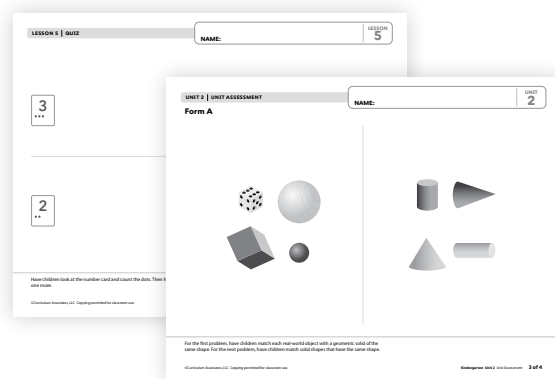 LESSON 5 | QUIZ
NAME:
LESSON
5
3
2
Have children look at the number card and count the dots. Then
one more.
©Curriculum Associates, LLC Copying permitted for classroom use.
UNIT 2 | UNIT ASSESSMENT
NAME:
UNIT
2
Form A
For the first problem, have children match each real-world object with a geometric solid of the
same shape. For the next problem, have children match solid shapes that have the same shape.
©Curriculum Associates, LLC Copying permitted for classroom use.
Kindergarten Unit 2 Unit Assessment 3 of 4